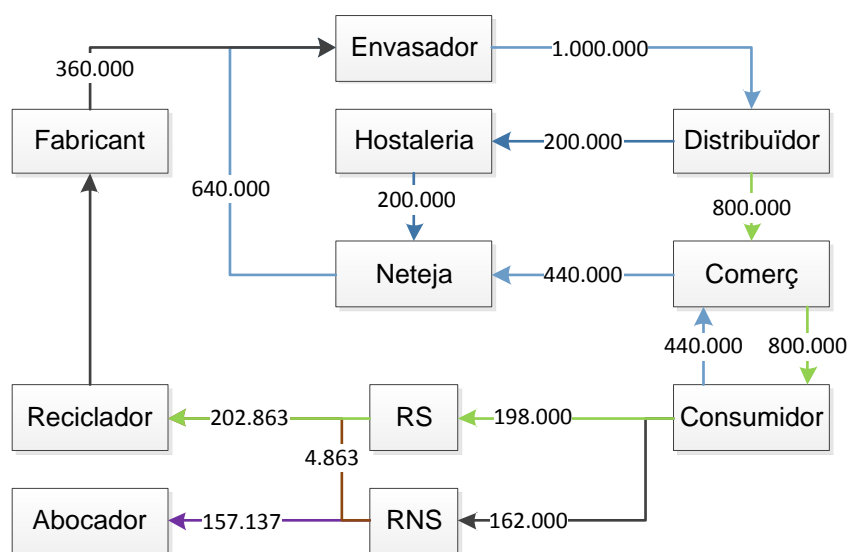 Envasador
1.000.000
360.000
Fabricant
Hostaleria
200.000
Distribuïdor
640.000
200.000
800.000
Neteja
440.000
Comerç
440.000
800.000
Reciclador
202.863
RS
198.000
Consumidor
4.863
Abocador
157.137
RNS
162.000